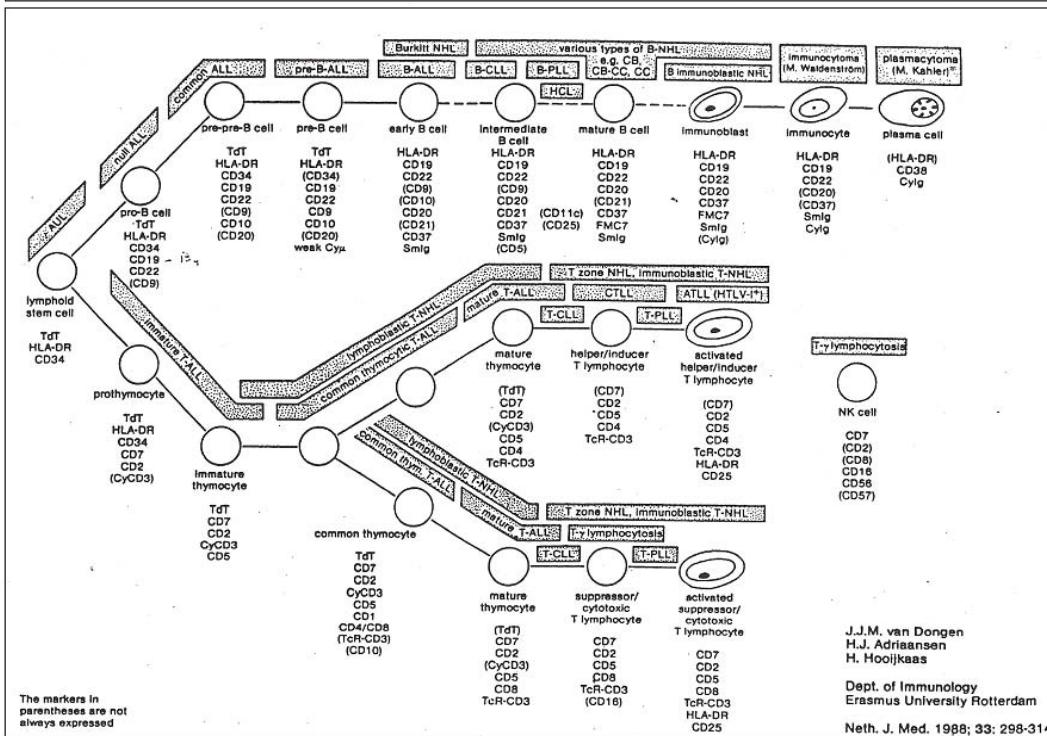 Burkitt NHL
various types of B-NHL
e.g. CB,
CB-CC, CC
immunocytoma
(M. Waldenström)
plasmacytoma
(M. Kahler)
common ALL
pre-B-ALL
B-ALL
B-CLL
B-PLL
B immunoblastic NHL
HCL
null ALL
AUL
pre-pre-B cell
TdT
HLA-DR
CD34
CD19
CD22
(CD9)
CD10
(CD20)
pre-B cell
TdT
HLA-DR
(CD34)
CD19
CD22
CD9
CD10
(CD20)
weak Cyμ
early B cell
HLA-DR
CD19
CD22
(CD9)
(CD10)
CD20
(CD21)
CD37
SmIg
intermediate
B cell
HLA-DR
CD19
CD22
(CD9)
CD20
CD21
CD37
SmIg
(CD5)
(CD11c)
(CD25)
mature B cell
HLA-DR
CD19
CD22
CD20
(CD21)
CD37
FMC7
SmIg
immunoblast
HLA-DR
CD19
CD22
CD20
CD37
FMC7
SmIg
(CyIg)
immunocyte
HLA-DR
CD19
CD22
(CD20)
(CD37)
SmIg
CyIg
plasma cell
(HLA-DR)
CD38
CyIg
pro-B cell
TdT
HLA-DR
CD34
CD19
CD22
(CD9)
lymphoid
stem cell
TdT
HLA-DR
CD34
immature T-ALL
lymphoblastic T-NHL
common thymocytic T-ALL
mature T-ALL
T zone NHL, immunoblastic T-NHL
CTLL
ATLL (HTLV-I+)
T-CLL
T-PLL
prothymocyte
TdT
HLA-DR
CD34
CD7
CD2
(CyCD3)
immature
thymocyte
TdT
CD7
CD2
CyCD3
CD5
mature
thymocyte
(TdT)
CD7
CD2
(CyCD3)
CD5
CD4
TcR-CD3
helper/inducer
T lymphocyte
(CD7)
CD2
CD5
CD4
TcR-CD3
activated
helper/inducer
T lymphocyte
(CD7)
CD2
CD5
CD4
TcR-CD3
HLA-DR
CD25
T-γ lymphocytosis
NK cell
CD7
(CD2)
(CD8)
CD16
CD56
(CD57)
lymphoblastic T-NHL
common thym. T-ALL
mature T-ALL
T zone NHL, immunoblastic T-NHL
T-γ lymphocytosis
T-CLL
T-PLL
common thymocyte
TdT
CD7
CD2
CyCD3
CD5
CD1
CD4/CD8
(TcR-CD3)
(CD10)
mature
thymocyte
(TdT)
CD7
CD2
(CyCD3)
CD5
CD8
TcR-CD3
suppressor/
cytotoxic
T lymphocyte
CD7
CD2
CD5
CD8
TcR-CD3
(CD16)
activated
suppressor/
cytotoxic
T lymphocyte
CD7
CD2
CD5
CD8
TcR-CD3
HLA-DR
CD25
The markers in
parentheses are not
always expressed
J.J.M. van Dongen
H.J. Adriaansen
H. Hooijkaas
Dept. of Immunology
Erasmus University Rotterdam
Neth. J. Med. 1988; 33: 298-314